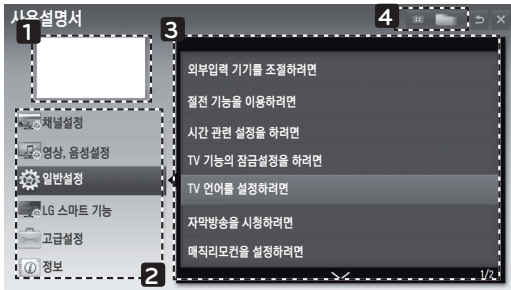 사용설명서
1
2
3
4
채널설정
영상, 음성설정
일반설정
LG 스마트 기능
고급설정
정보
외부입력 기기를 조절하려면
절전 기능을 이용하려면
시간 관련 설정을 하려면
TV 기능의 잠금설정을 하려면
TV 언어를 설정하려면
자막방송을 시청하려면
매직리모컨을 설정하려면
1/2